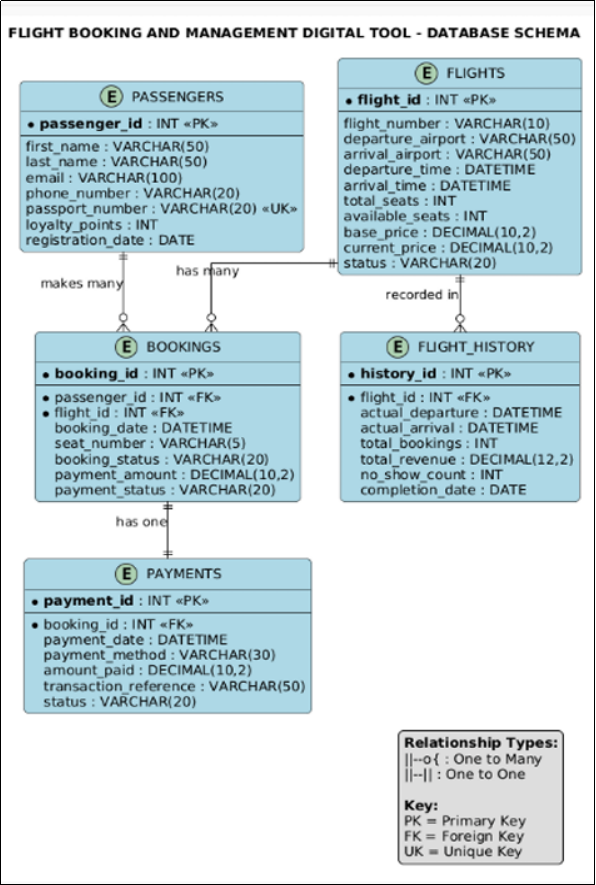 FLIGHT BOOKING AND MANAGEMENT DIGITAL TOOL - DATABASE SCHEMA
E PASSENGERS
passenger_id : INT «PK»
first_name : VARCHAR(50)
last_name : VARCHAR(50)
email : VARCHAR(100)
phone_number : VARCHAR(20)
passport_number : VARCHAR(20) «UK»
loyalty_points : INT
registration_date : DATE
E FLIGHTS
flight_id : INT «PK»
flight_number : VARCHAR(10)
departure_airport : VARCHAR(50)
arrival_airport : VARCHAR(50)
departure_time : DATETIME
arrival_time : DATETIME
total_seats : INT
available_seats : INT
base_price : DECIMAL(10,2)
current_price : DECIMAL(10,2)
status : VARCHAR(20)
makes many
has many
recorded in
E BOOKINGS
booking_id : INT «PK»
passenger_id : INT «FK»
flight_id : INT «FK»
booking_date : DATETIME
seat_number : VARCHAR(5)
booking_status : VARCHAR(20)
payment_amount : DECIMAL(10,2)
payment_status : VARCHAR(20)
E FLIGHT_HISTORY
history_id : INT «PK»
flight_id : INT «FK»
actual_departure : DATETIME
actual_arrival : DATETIME
total_bookings : INT
total_revenue : DECIMAL(12,2)
no_show_count : INT
completion_date : DATE
has one
E PAYMENTS
payment_id : INT «PK»
booking_id : INT «FK»
payment_date : DATETIME
payment_method : VARCHAR(30)
amount_paid : DECIMAL(10,2)
transaction_reference : VARCHAR(50)
status : VARCHAR(20)
Relationship Types:
||--o{ : One to Many
||--|| : One to One
Key:
PK = Primary Key
FK = Foreign Key
UK = Unique Key